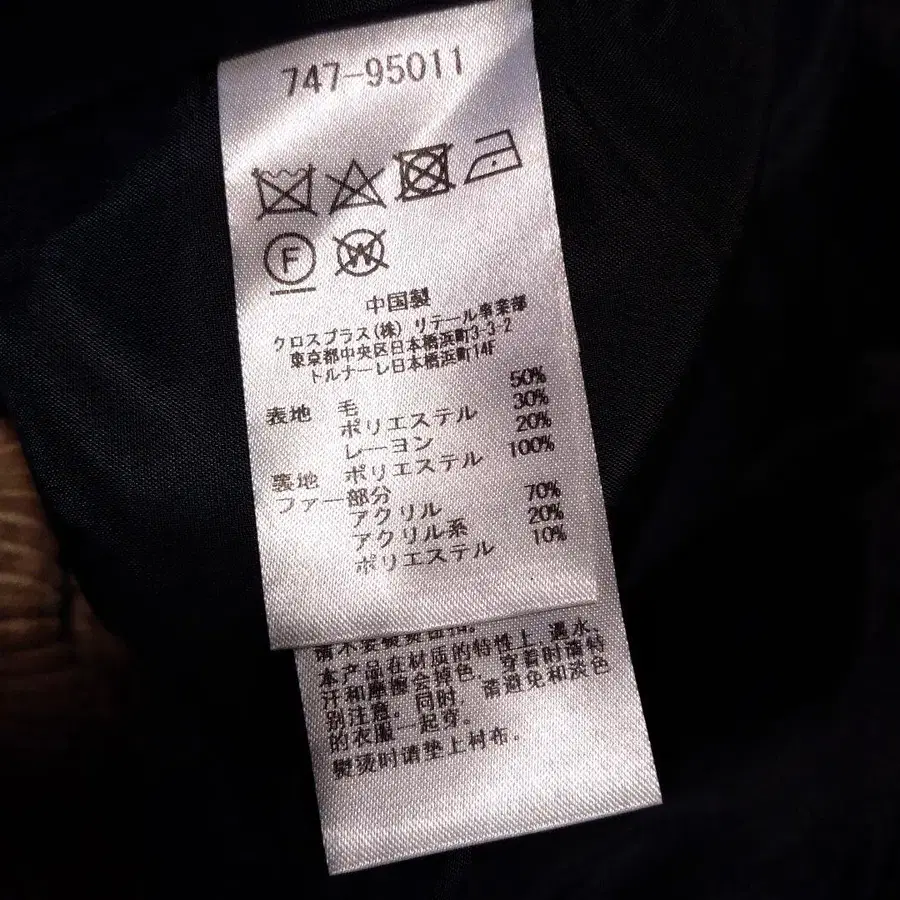 747-95011
F
W
中国製
クロスプラス(株) リテール事業部
東京都中央区日本橋浜町3-3-2
トルナーレ日本橋浜町14F
表地 毛 50%
ポリエステル 30%
レーヨン 20%
裏地 ポリエステル 100%
ファー部分
アクリル 70%
アクリル系 20%
ポリエステル 10%
本产品在材质的特性上,遇水、
汗和摩擦会掉色。穿着时请特
别注意。同时,请避免和淡色
的衣服一起穿。
熨烫时请垫上衬布。